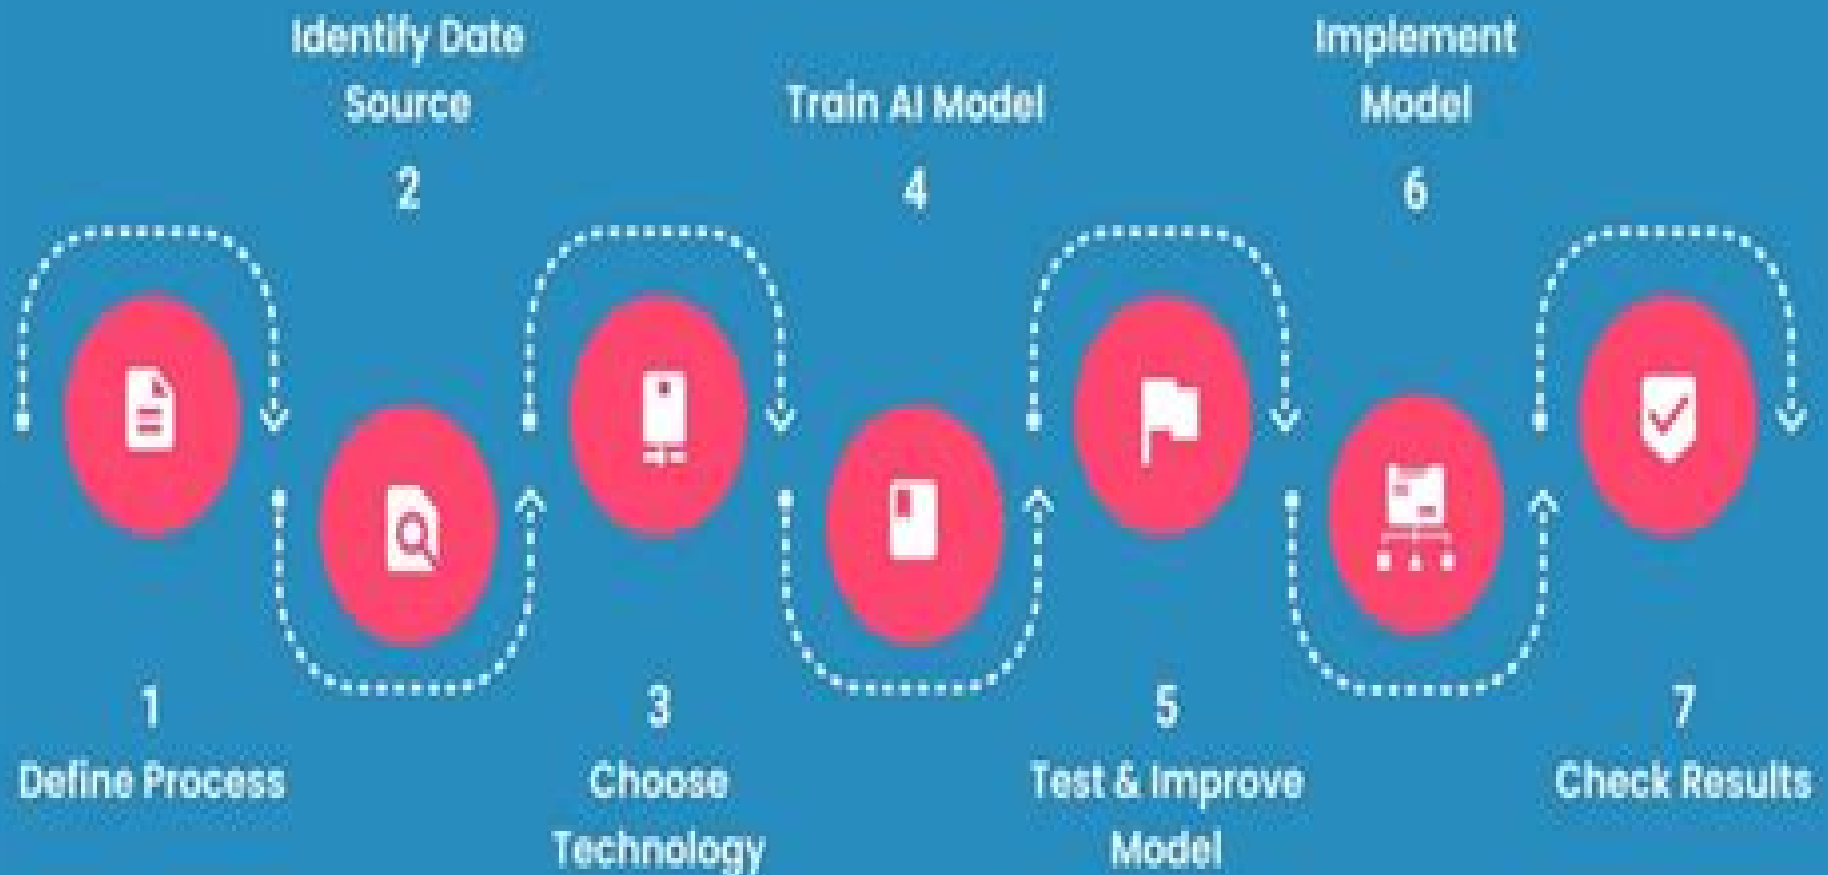 1
Define Process
Identify Date
Source
2
3
Choose
Technology
Train AI Model
4
5
Test & Improve
Model
Implement
Model
6
7
Check Results